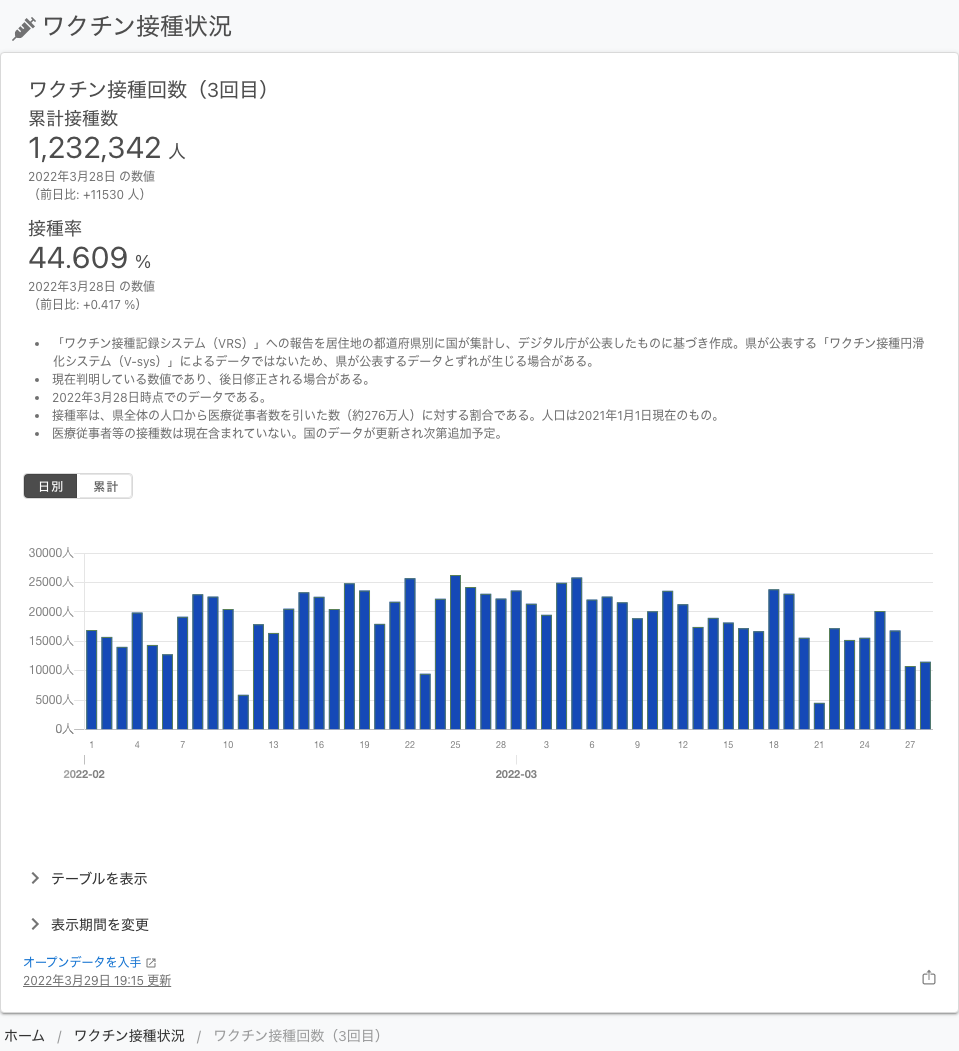 ワクチン接種状況
ワクチン接種回数（3回目）
累計接種数
1,232,342 人
2022年3月28日 の数値
（前日比: +11530 人）
接種率
44.609 %
2022年3月28日 の数値
（前日比: +0.417 %）
• 「ワクチン接種記録システム（VRS）」への報告を居住地の都道府県別に国が集計し、デジタル庁が公表したものに基づき作成。県が公表する「ワクチン接種円滑
化システム（V-sys）」によるデータではないため、県が公表するデータとずれが生じる場合がある。
• 現在判明している数値であり、後日修正される場合がある。
• 2022年3月28日時点でのデータである。
• 接種率は、県全体の人口から医療従事者数を引いた数（約276万人）に対する割合である。人口は2021年1月1日現在のもの。
• 医療従事者等の接種数は現在含まれていない。国のデータが更新され次第追加予定。
日別 累計
30000人
25000人
20000人
15000人
10000人
5000人
0人
1 4 7 10 13 16 19 22 25 28 3 6 9 12 15 18 21 24 27
2022-02 2022-03
テーブルを表示
表示期間を変更
オープンデータを入手
2022年3月29日 19:15 更新
ホーム / ワクチン接種状況 / ワクチン接種回数（3回目）